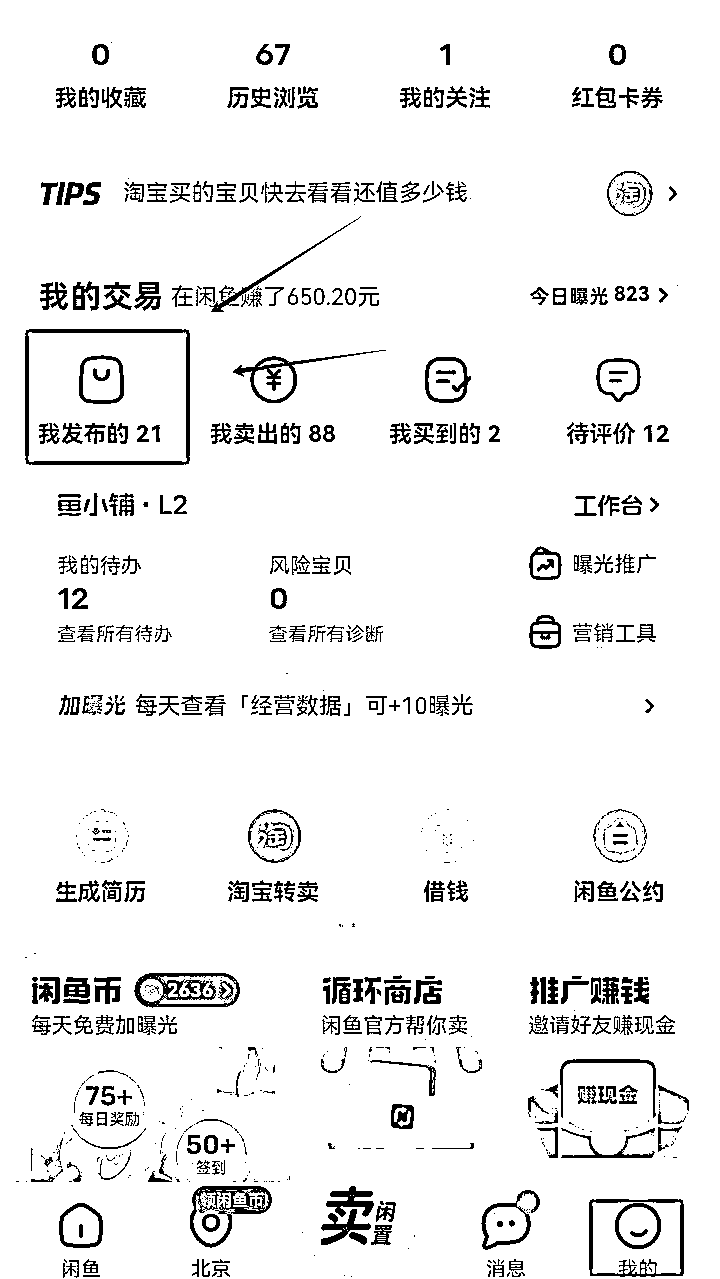 0 67 1 0
我的收藏 历史浏览 我的关注 红包卡券
TIPS 淘宝买的宝贝快去看看还值多少钱 淘
我的交易 在闲鱼赚了650.20元 今日曝光 823
¥
我发布的 21 我卖出的 88 我买到的 2 待评价 12
鱼小铺·L2 工作台
我的待办 风险宝贝 曝光推广
12 0
查看所有待办 查看所有诊断 营销工具
加曝光 每天查看「经营数据」可+10曝光
淘
生成简历 淘宝转卖 借钱 闲鱼公约
闲鱼币 2636 循环商店 推广赚钱
每天免费加曝光 闲鱼官方帮你卖 邀请好友赚现金
75+ 赚现金
每日奖励
50+
签到
领闲鱼币
卖闲置
闲鱼 北京 消息 我的